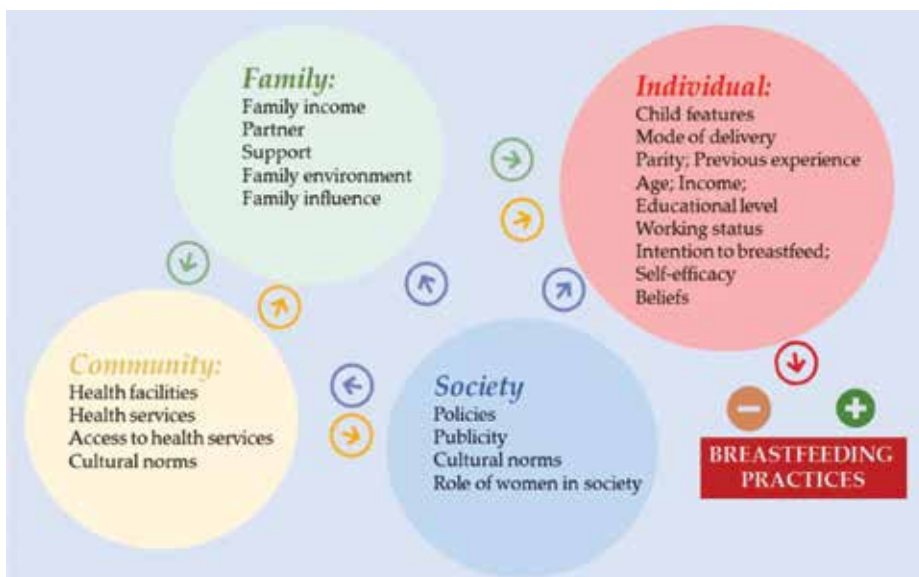 Family:
Family income
Partner
Support
Family environment
Family influence
Individual:
Child features
Mode of delivery
Parity; Previous experience
Age; Income;
Educational level
Working status
Intention to breastfeed;
Self-efficacy
Beliefs
Community:
Health facilities
Health services
Access to health services
Cultural norms
Society
Policies
Publicity
Cultural norms
Role of women in society
BREASTFEEDING
PRACTICES